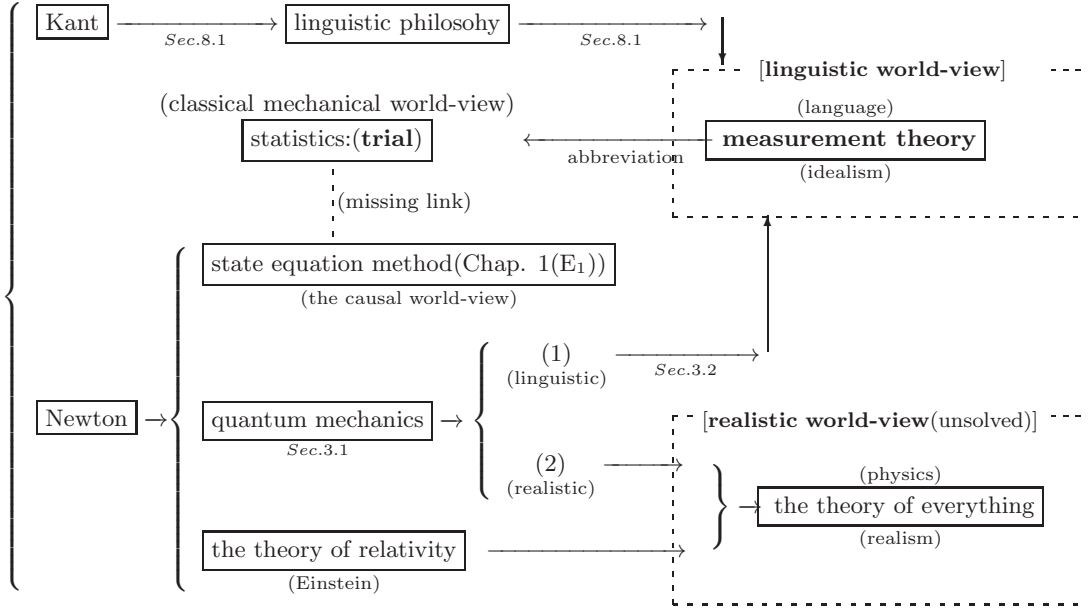 Kant
linguistic philosohy
Sec.8.1
Sec.8.1
[linguistic world-view]
(classical mechanical world-view)
(language)
statistics:(trial)
abbreviation
measurement theory
(idealism)
(missing link)
state equation method(Chap. 1(E₁))
(the causal world-view)
(1)
(linguistic)
Sec.3.2
Newton
quantum mechanics
Sec.3.1
[realistic world-view(unsolved)]
(2)
(realistic)
(physics)
the theory of everything
(realism)
the theory of relativity
(Einstein)